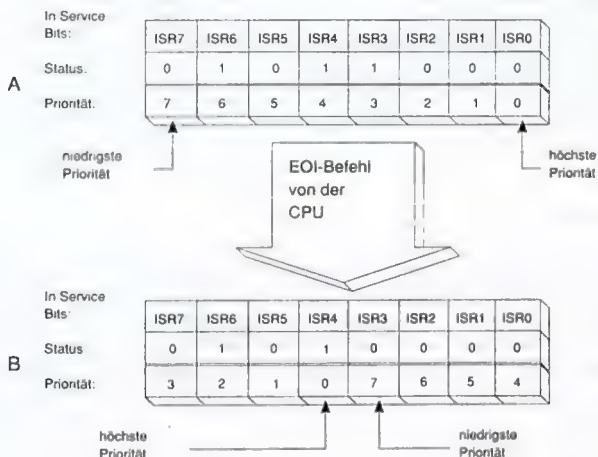 In Service
Bits:
ISR7 ISR6 ISR5 ISR4 ISR3 ISR2 ISR1 ISR0
Status.
0 1 0 1 1 0 0 0
A
Priorität.
7 6 5 4 3 2 1 0
niedrigste
Priorität
EOI-Befehl
von der
CPU
höchste
Priorität
In Service
Bits:
ISR7 ISR6 ISR5 ISR4 ISR3 ISR2 ISR1 ISR0
Status
0 1 0 1 0 0 0 0
B
Priorität:
3 2 1 0 7 6 5 4
höchste
Priorität
niedrigste
Priorität